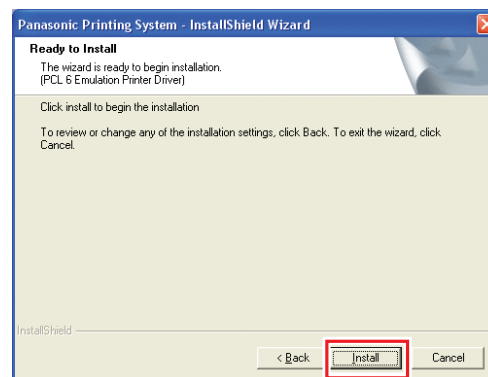 Panasonic Printing System - InstallShield Wizard
Ready to Install
The wizard is ready to begin installation.
(PCL 6 Emulation Printer Driver)
Click install to begin the installation
To review or change any of the installation settings, click Back. To exit the wizard, click
Cancel.
InstallShield
< Back Install Cancel